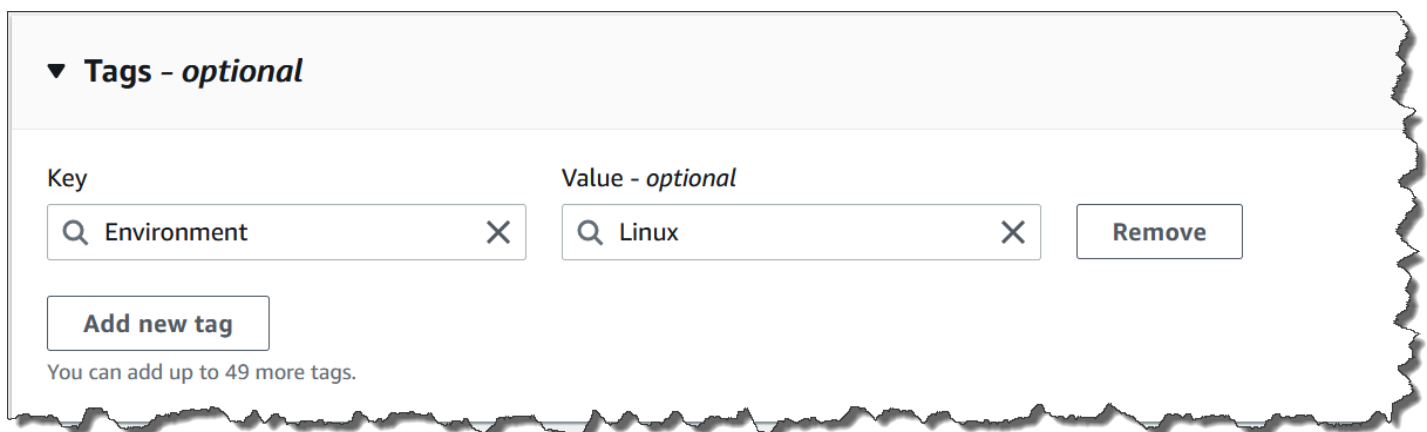 Tags - optional
Key
Value - optional
Environment
Linux
Remove
Add new tag
You can add up to 49 more tags.